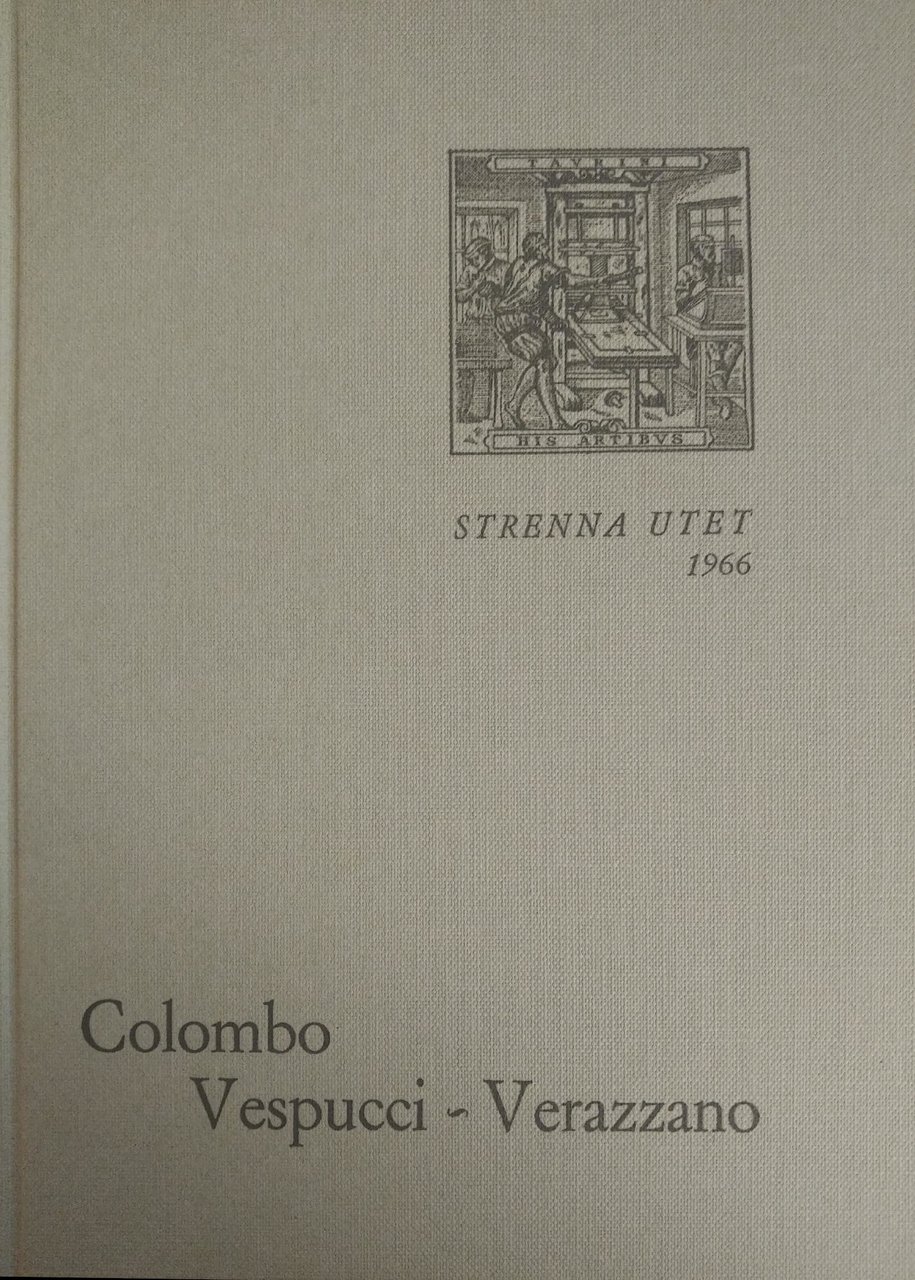 TAVRINI
HIS ARTIBVS
STRENNA UTET
1966
Colombo
Vespucci - Verazzano